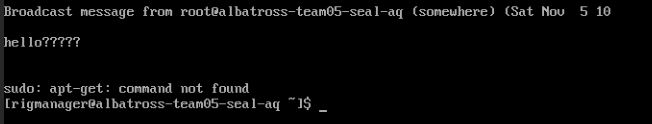 Broadcast message from root@albatross-team05-seal-aq (somewhere) (Sat Nov  5 10
hello?????
sudo: apt-get: command not found
[rigmanager@albatross-team05-seal-aq ~]$ _